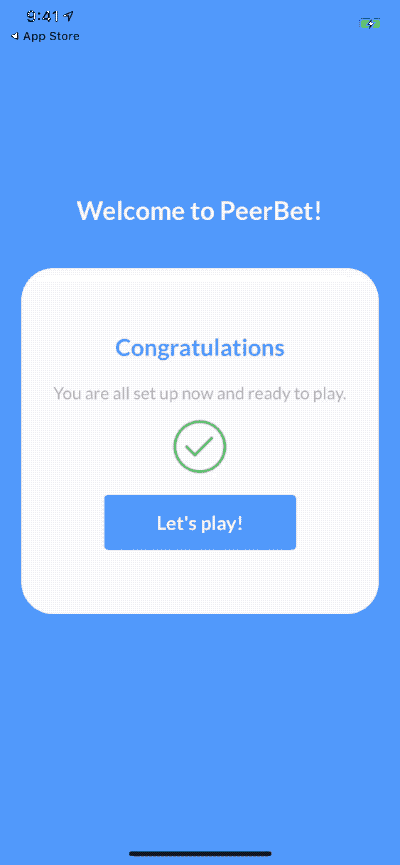 9:41
App Store
Welcome to PeerBet!
Congratulations
You are all set up now and ready to play.
Let's play!